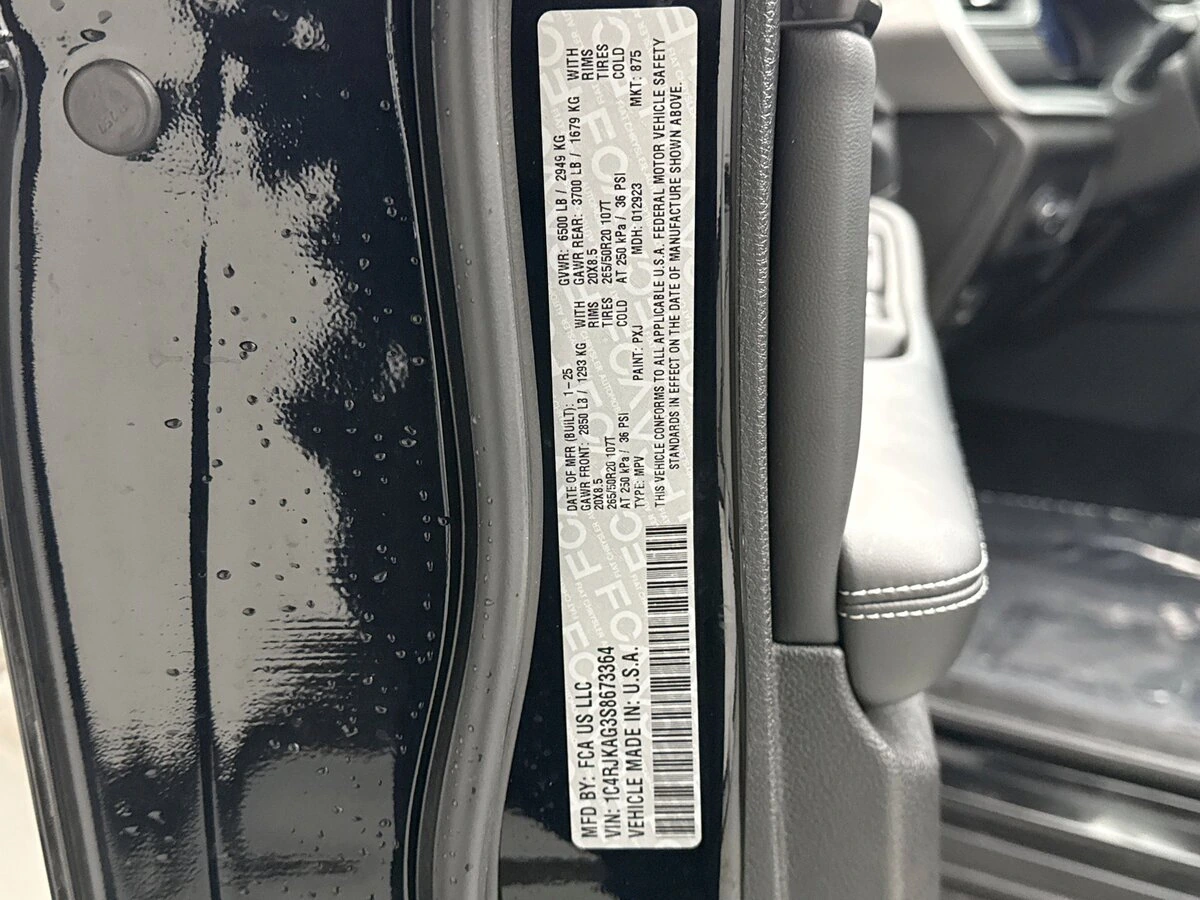 MFD BY: FCA US LLC
VIN: 1C4RJKAG3S8673364
VEHICLE MADE IN: U.S.A.
DATE OF MFR (BUILT): 1-25 GVWR: 6500 LB / 2949 KG
GAWR FRONT: 2850 LB / 1293 KG WITH GAWR REAR: 3700 LB / 1679 KG WITH
20X8.5 RIMS 20X8.5 RIMS
265/50R20 107T TIRES 265/50R20 107T TIRES
AT 250 kPa / 36 PSI COLD AT 250 kPa / 36 PSI COLD
TYPE: MPV PAINT: PXJ MDH: 012923 MKT: 875
THIS VEHICLE CONFORMS TO ALL APPLICABLE U.S.A. FEDERAL MOTOR VEHICLE SAFETY
STANDARDS IN EFFECT ON THE DATE OF MANUFACTURE SHOWN ABOVE.